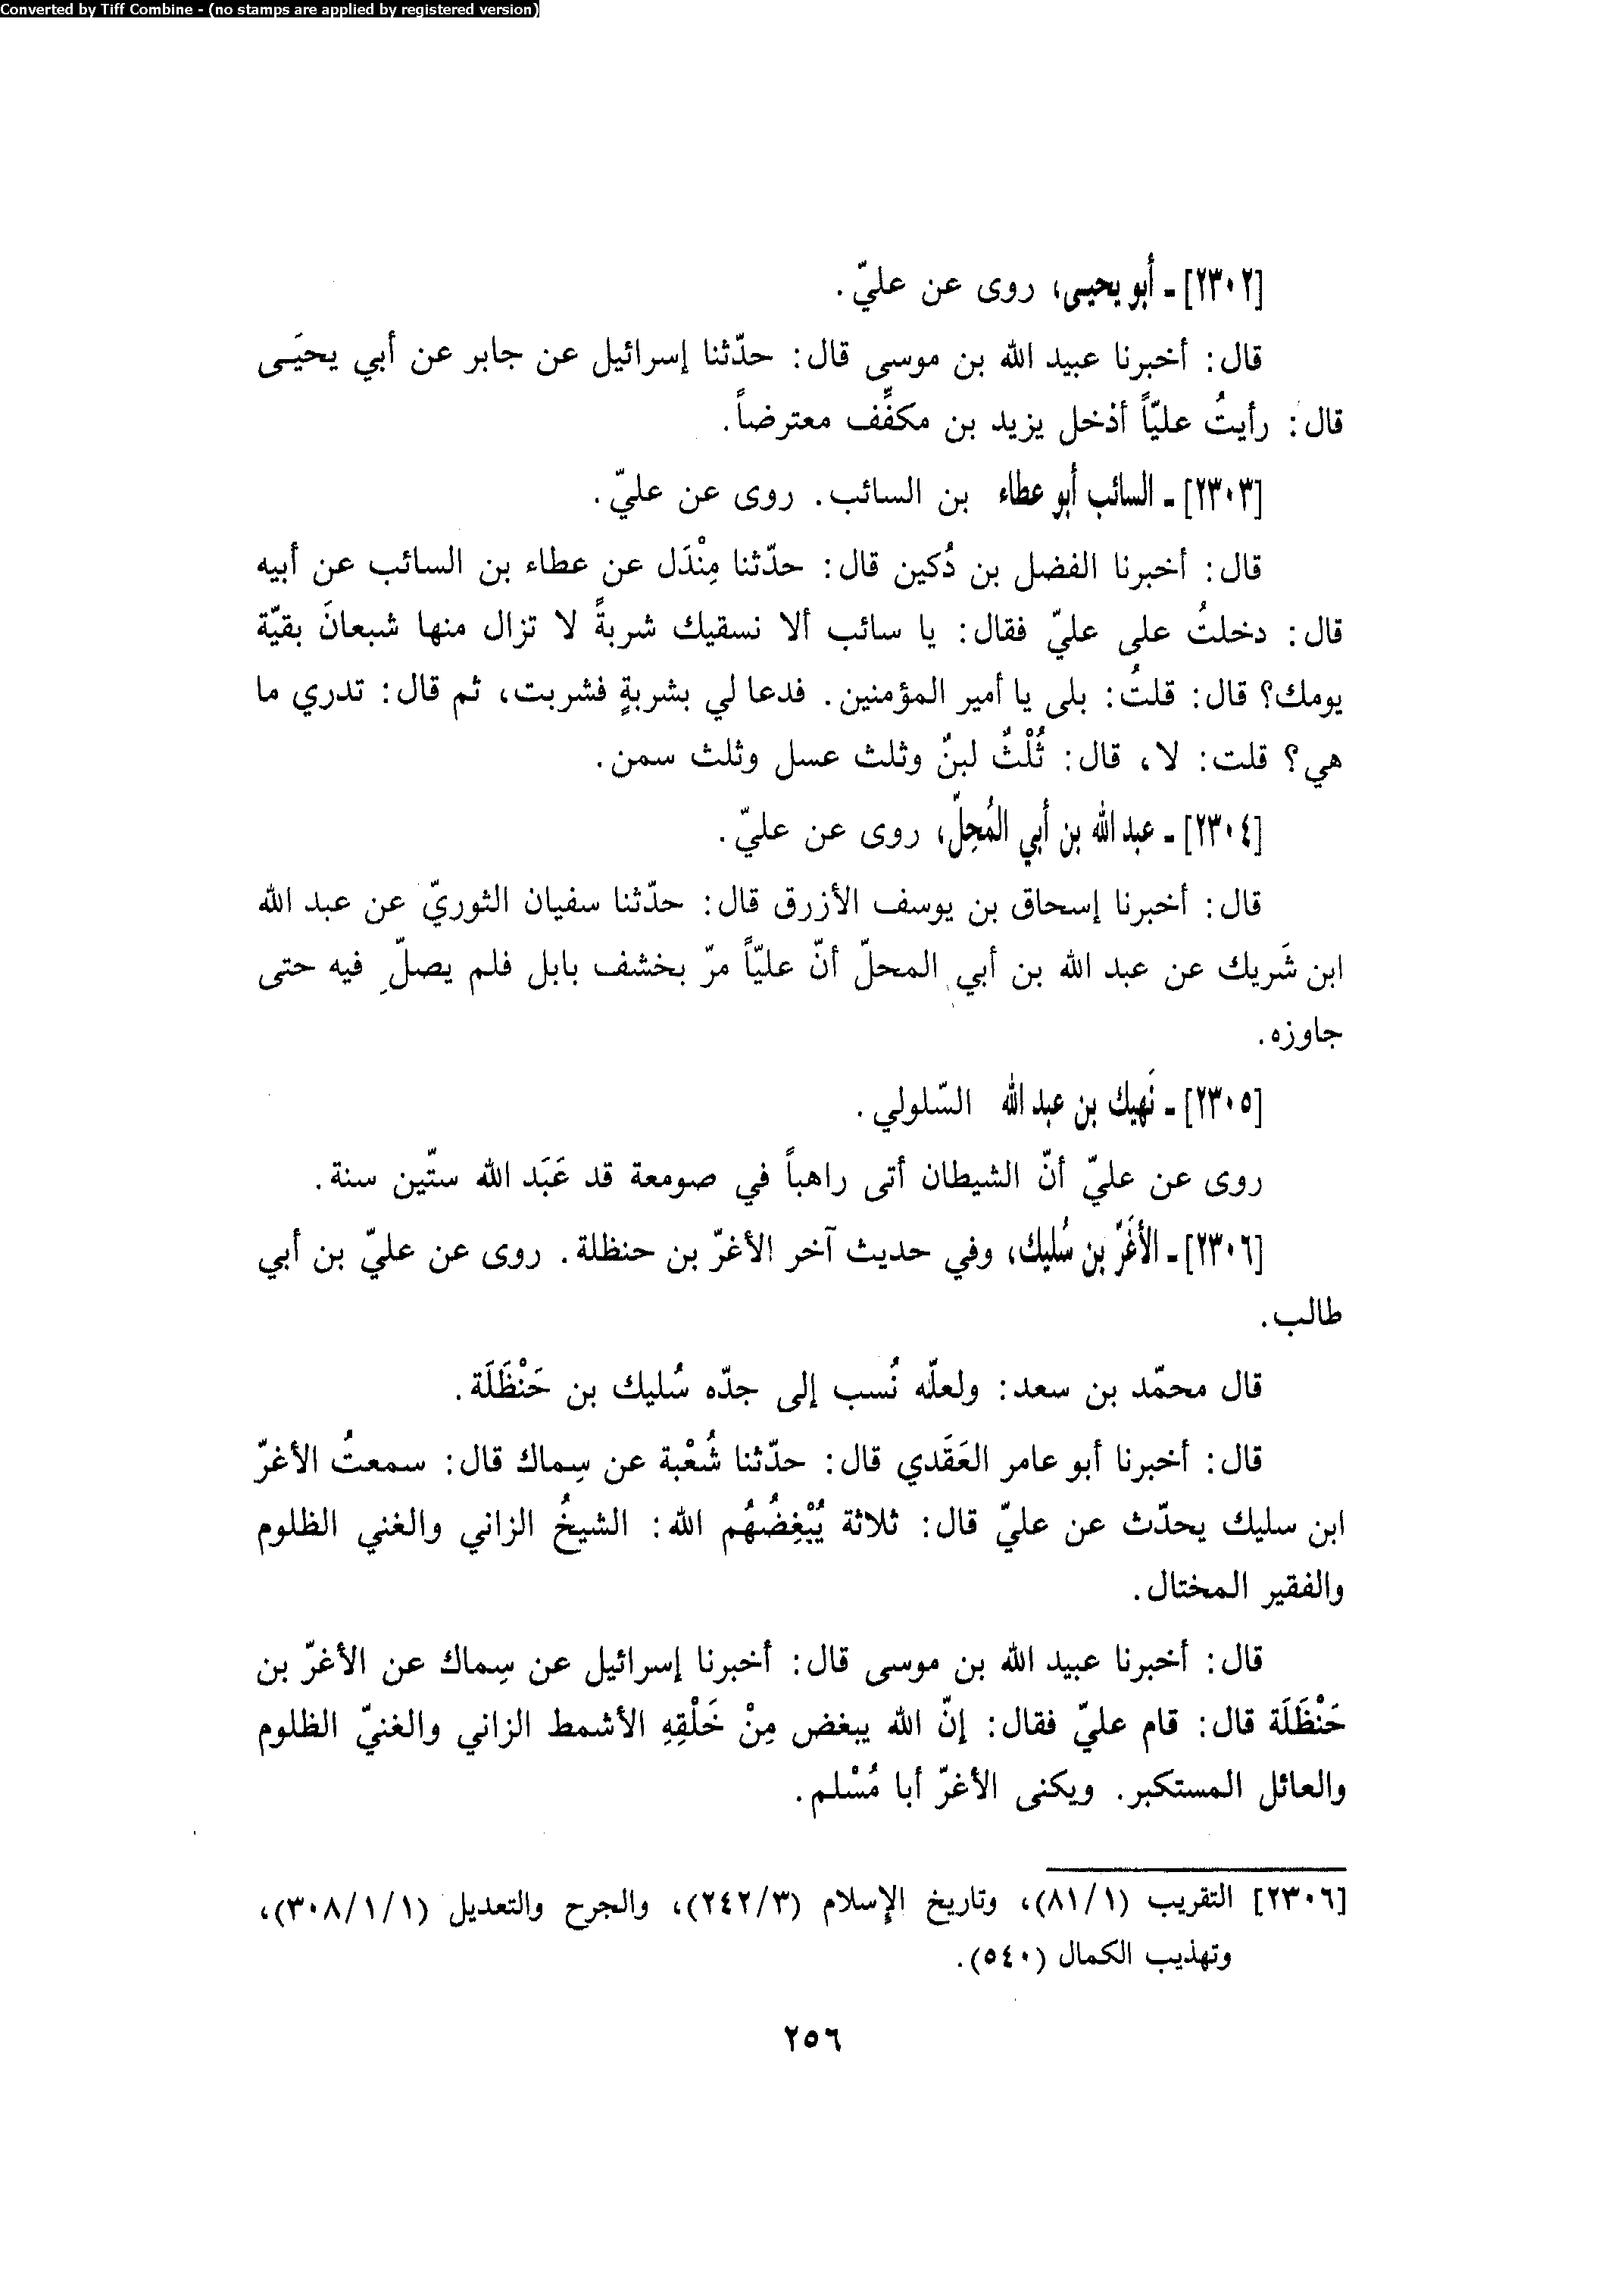 Converted by Tiff Combine - (no stamps are applied by registered version)
[٢٣٠٢] ـ أبو يحيى، روى عن عليّ.
قال: أخبرنا عبيد الله بن موسى قال: حدّثنا إسرائيل عن جابر عن أبي يحيَـى
قال: رأيتُ عليّاً أذخل يزيد بن مكفِّف معترضاً.
[٢٣٠٣] ـ السائب أبو عطاء بن السائب. روى عن عليّ.
قال: أخبرنا الفضل بن دُكين قال: حدّثنا مِنْدَل عن عطاء بن السائب عن أبيه
قال: دخلتُ على عليّ فقال: يا سائب ألا نسقيك شربةً لا تزال منها شبعانَ بقيّة
يومك؟ قال: قلتُ: بلى يا أمير المؤمنين. فدعا لي بشربةٍ فشربت، ثم قال: تدري ما
هي؟ قلت: لا، قال: ثُلْثٌ لبنٌ وثلث عسل وثلث سمن.
[٢٣٠٤] ـ عبد الله بن أبي المُحِلّ، روى عن عليّ.
قال: أخبرنا إسحاق بن يوسف الأزرق قال: حدّثنا سفيان الثوريّ عن عبد الله
ابن شَريك عن عبد الله بن أبي المحلّ أنّ عليّاً مرّ بخشف بابل فلم يصلّ فيه حتى
جاوزه.
[٢٣٠٥] ـ نَهيك بن عبد الله السّلولي.
روى عن عليّ أنّ الشيطان أتى راهباً في صومعة قد عَبَد الله ستّين سنة.
[٢٣٠٦] ـ الأغَرّ بن سُليك، وفي حديث آخر الأغرّ بن حنظلة. روى عن عليّ بن أبي
طالب.
قال محمّد بن سعد: ولعلّه نُسب إلى جدّه سُليك بن حَنْظَلَة.
قال: أخبرنا أبو عامر العَقَدي قال: حدّثنا شُعْبة عن سِماك قال: سمعتُ الأغرّ
ابن سليك يحدّث عن عليّ قال: ثلاثة يُبْغِضُهُم الله: الشيخُ الزاني والغني الظلوم
والفقير المختال.
قال: أخبرنا عبيد الله بن موسى قال: أخبرنا إسرائيل عن سِماك عن الأغرّ بن
حَنْظَلَة قال: قام عليّ فقال: إنّ الله يبغض مِنْ خَلْقِهِ الأشمط الزاني والغنيّ الظلوم
والعائل المستكبر. ويكنى الأغرّ أبا مُسْلم.
[٢٣٠٦] التقريب (٨١/١)، وتاريخ الإسلام (٢٤٢/٣)، والجرح والتعديل (٣٠٨/١/١)،
وتهذيب الكمال (٥٤٠).
٢٥٦